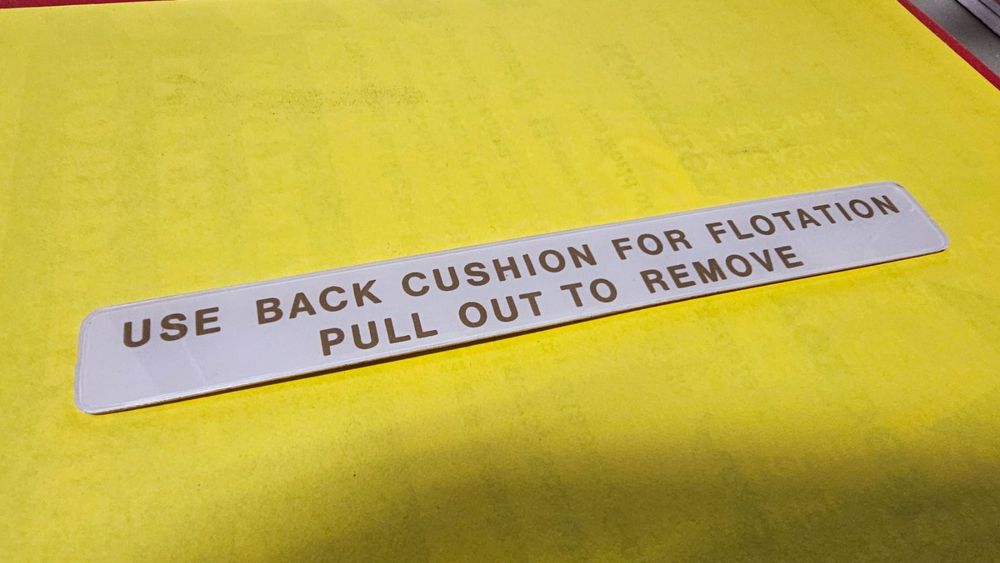 USE BACK CUSHION FOR FLOTATION
PULL OUT TO REMOVE